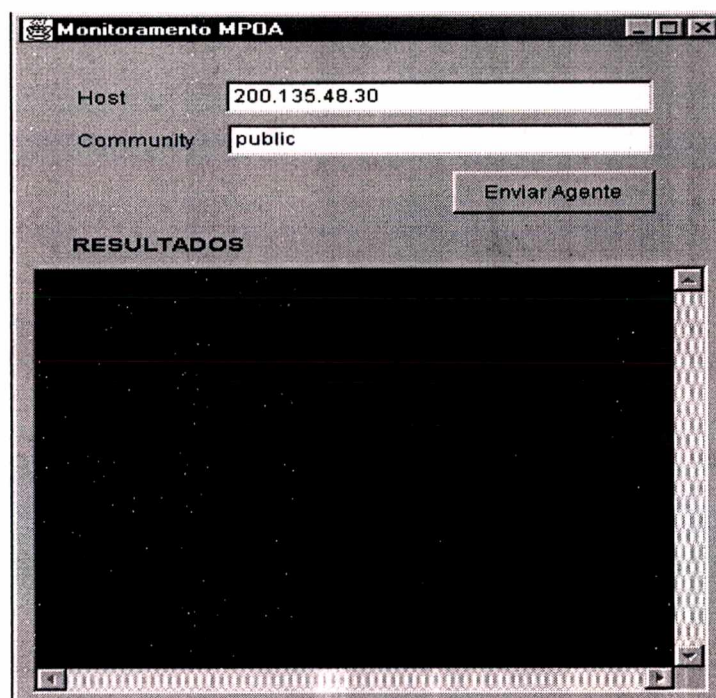 Monitoramento MPOA
Host 200.135.48.30
Community public
Enviar Agente
RESULTADOS